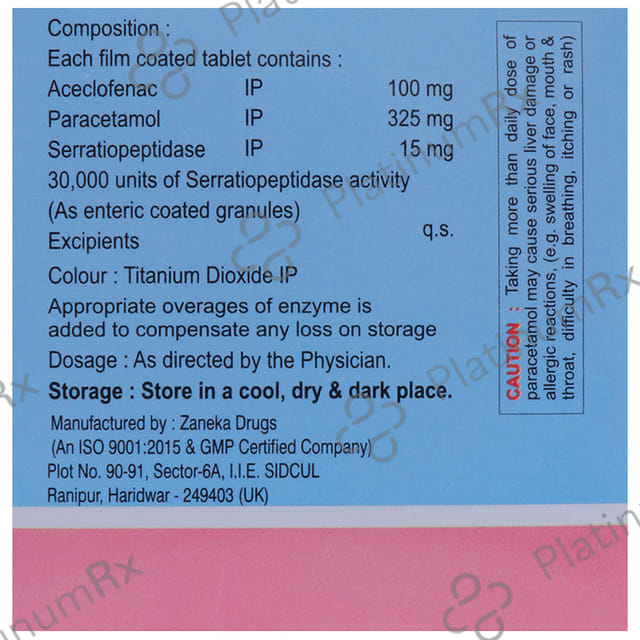 Composition :
Each film coated tablet contains :
Aceclofenac IP 100 mg
Paracetamol IP 325 mg
Serratiopeptidase IP 15 mg
30,000 units of Serratiopeptidase activity
(As enteric coated granules)
Excipients q.s.
Colour : Titanium Dioxide IP
Appropriate overages of enzyme is
added to compensate any loss on storage
Dosage : As directed by the Physician.
Storage : Store in a cool, dry & dark place.
Manufactured by : Zaneka Drugs
(An ISO 9001:2015 & GMP Certified Company)
Plot No. 90-91, Sector-6A, I.I.E. SIDCUL
Ranipur, Haridwar - 249403 (UK)
CAUTION : Taking more than daily dose of
paracetamol may cause serious liver damage or
allergic reactions, (e.g. swelling of face, mouth &
throat, difficulty in breathing, itching or rash)
PlatinumRx
PlatinumRx
PlatinumRx
PlatinumRx
PlatinumRx